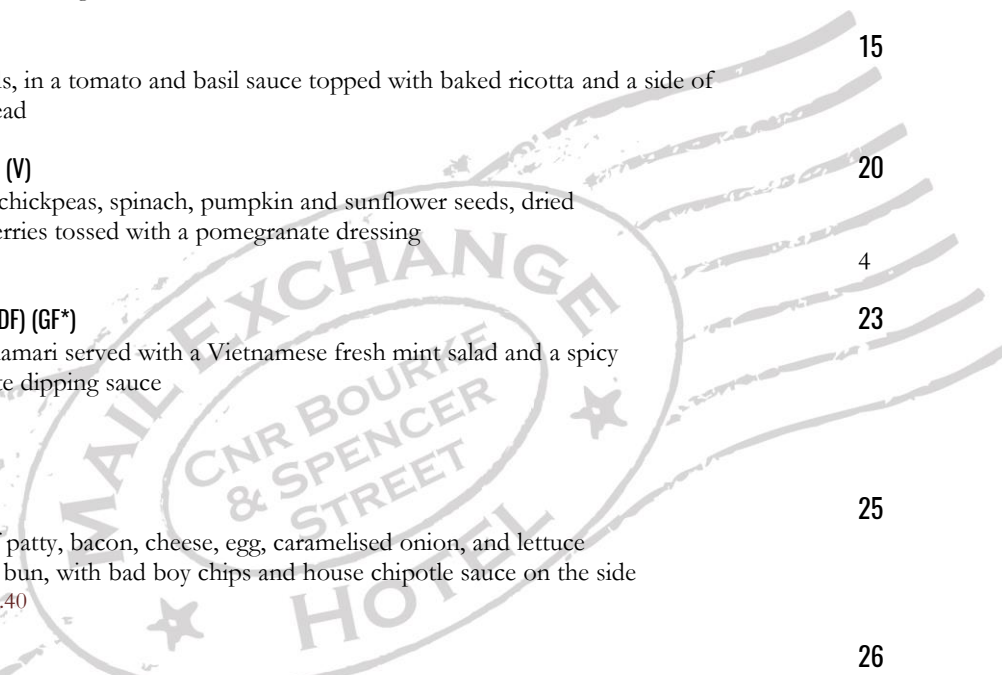 15
s, in a tomato and basil sauce topped with baked ricotta and a side of
ead
(V) 20
chickpeas, spinach, pumpkin and sunflower seeds, dried
erries tossed with a pomegranate dressing
4
DF) (GF*) 23
amari served with a Vietnamese fresh mint salad and a spicy
te dipping sauce
MAIL EXCHANGE
CNR BOURKE
& SPENCER
STREET
HOTEL
25
patty, bacon, cheese, egg, caramelised onion, and lettuce
bun, with bad boy chips and house chipotle sauce on the side
.40
26